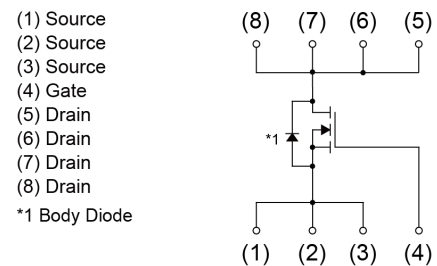 (1) Source
(2) Source
(3) Source
(4) Gate
(5) Drain
(6) Drain
(7) Drain
(8) Drain
*1 Body Diode
(8) (7) (6) (5)
*1
(1) (2) (3) (4)